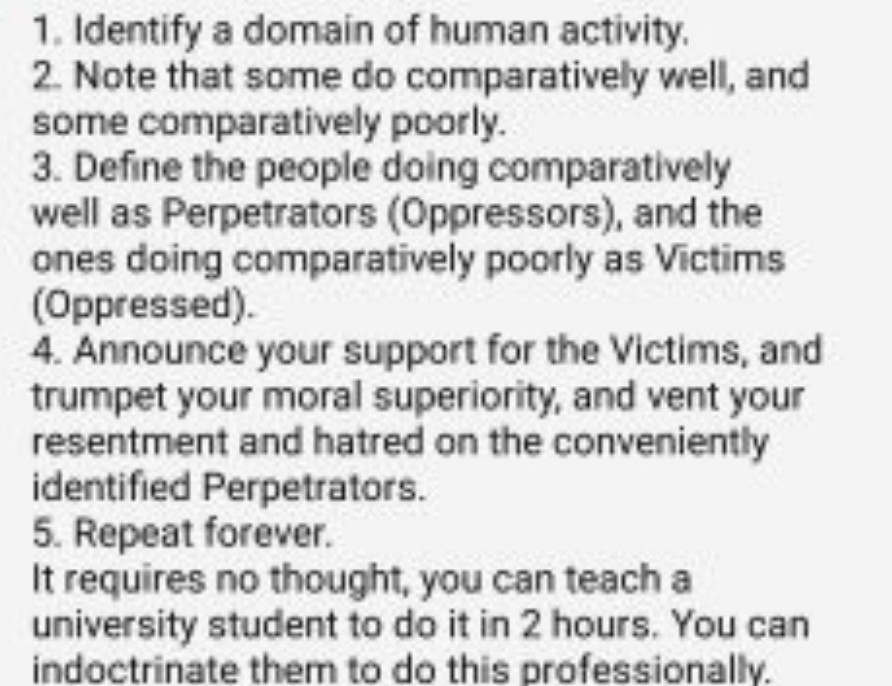 1. Identify a domain of human activity.
2. Note that some do comparatively well, and
some comparatively poorly.
3. Define the people doing comparatively
well as Perpetrators (Oppressors), and the
ones doing comparatively poorly as Victims
(Oppressed).
4. Announce your support for the Victims, and
trumpet your moral superiority, and vent your
resentment and hatred on the conveniently
identified Perpetrators.
5. Repeat forever.
It requires no thought, you can teach a
university student to do it in 2 hours. You can
indoctrinate them to do this professionally.